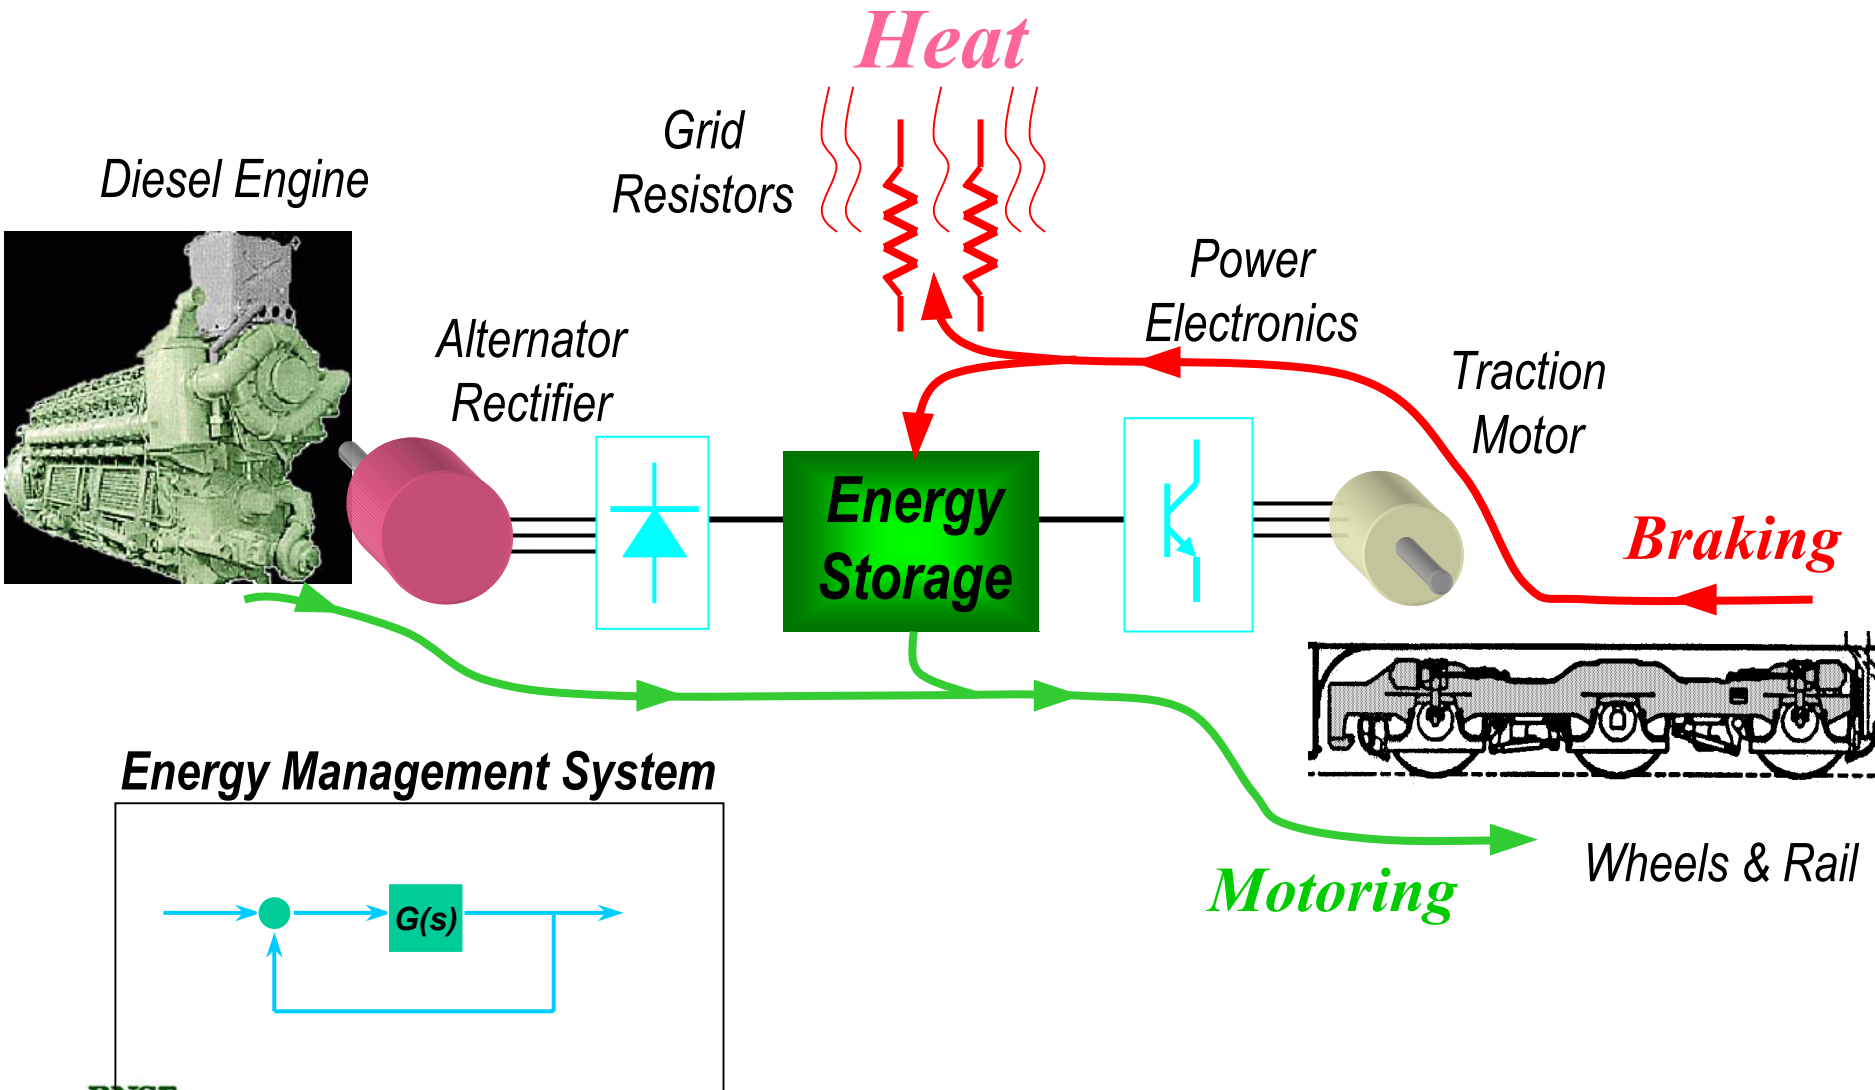 Heat
Grid
Resistors
Diesel Engine
Power
Electronics
Alternator
Rectifier
Traction
Motor
Energy
Storage
Braking
Energy Management System
Wheels & Rail
Motoring
G(s)